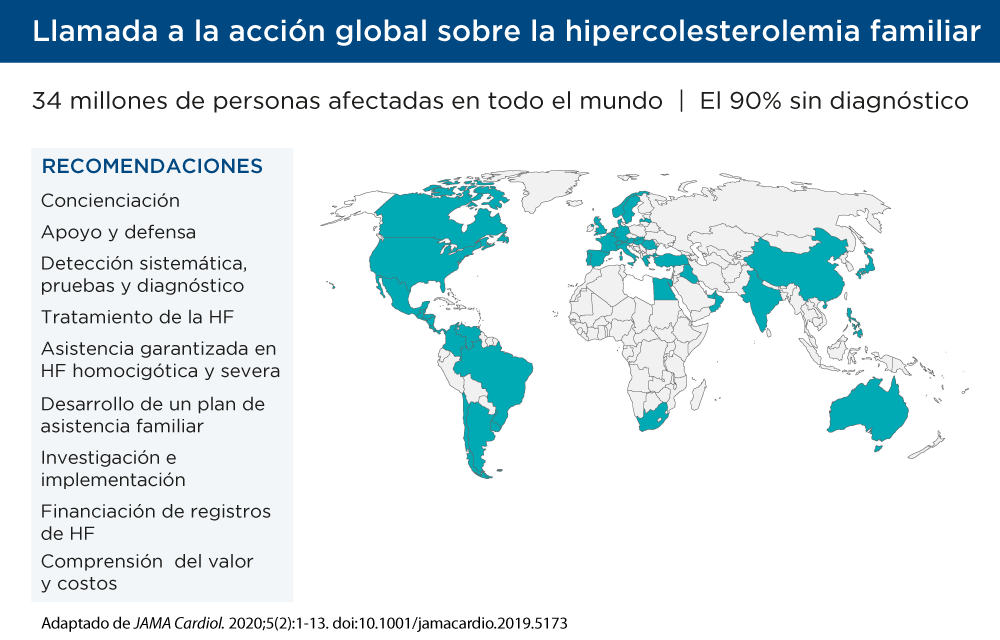 Llamada a la acción global sobre la hipercolesterolemia familiar
34 millones de personas afectadas en todo el mundo | El 90% sin diagnóstico
RECOMENDACIONES
Concienciación
Apoyo y defensa
Detección sistemática,
pruebas y diagnóstico
Tratamiento de la HF
Asistencia garantizada en
HF homocigótica y severa
Desarrollo de un plan de
asistencia familiar
Investigación e
implementación
Financiación de registros
de HF
Comprensión del valor
y costos
Adaptado de JAMA Cardiol. 2020;5(2):1-13. doi:10.1001/jamacardio.2019.5173